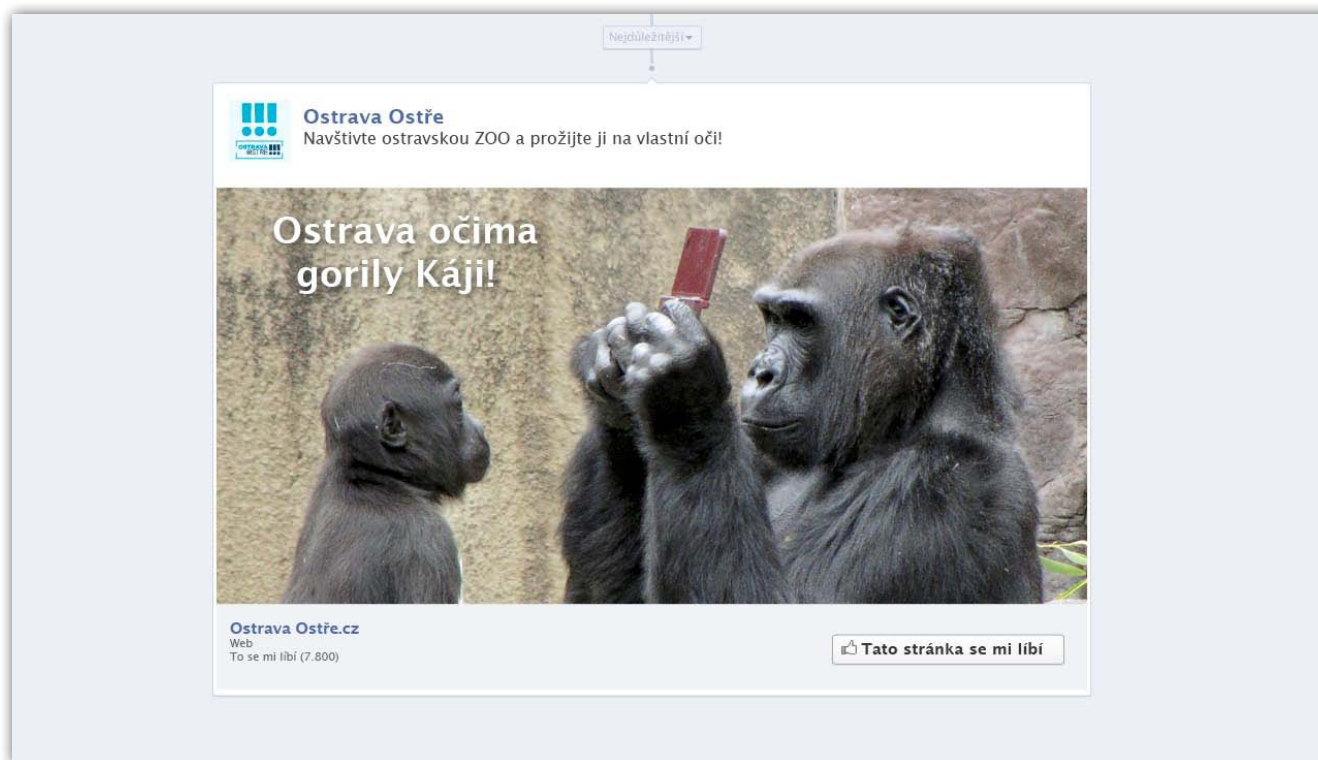 Nejdůležitější
Ostrava Ostře
Navštivte ostravskou ZOO a prožijte ji na vlastní oči!
!!!
OSTRAVA!!!
Ostrava očima
gorily Káji!
Ostrava Ostře.cz
Web
To se mi líbí (7.800)
Tato stránka se mi líbí